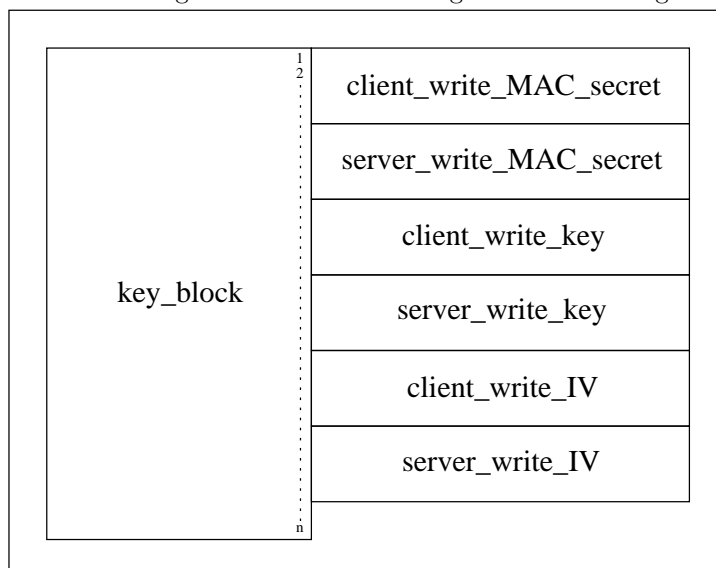 1
2
client_write_MAC_secret
server_write_MAC_secret
client_write_key
key_block
server_write_key
client_write_IV
server_write_IV
n